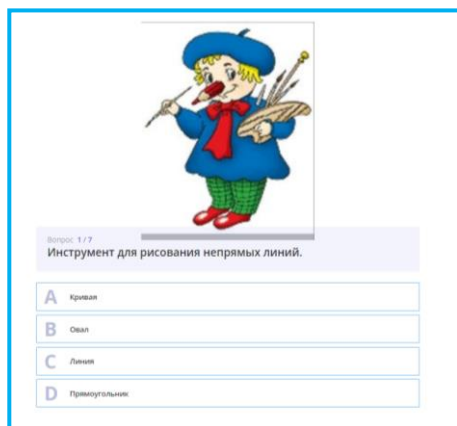 Вопрос 1 / 7
Инструмент для рисования непрямых линий.
A Кривая
B Овал
C Линия
D Прямоугольник